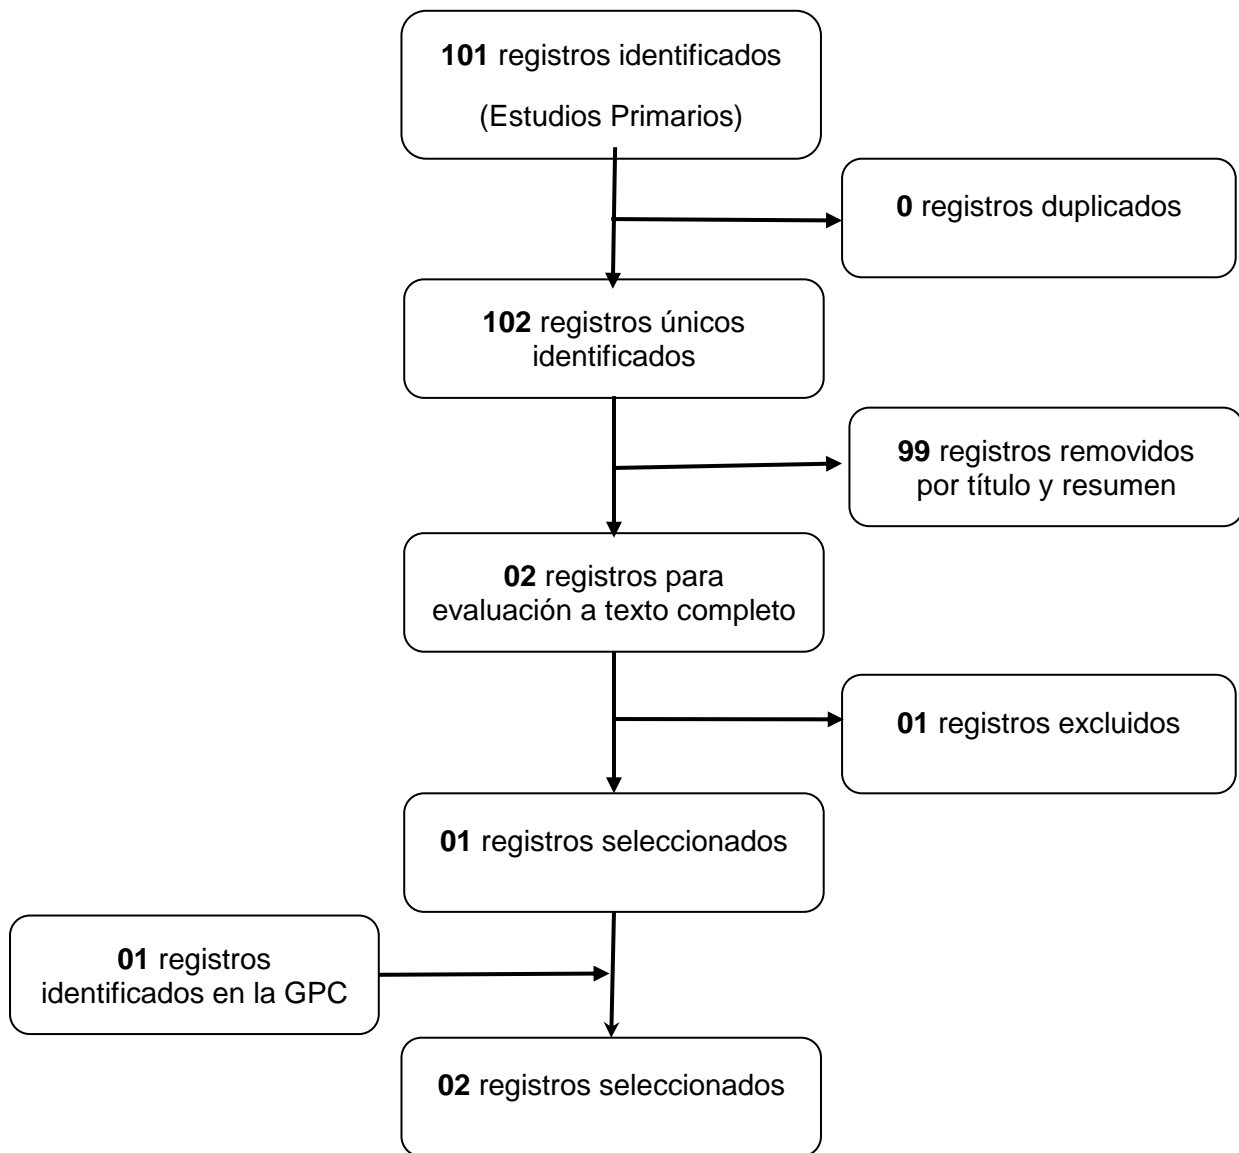 101 registros identificados
(Estudios Primarios)
0 registros duplicados
102 registros únicos
identificados
99 registros removidos
por título y resumen
02 registros para
evaluación a texto completo
01 registros excluidos
01 registros seleccionados
01 registros
identificados en la GPC
02 registros seleccionados